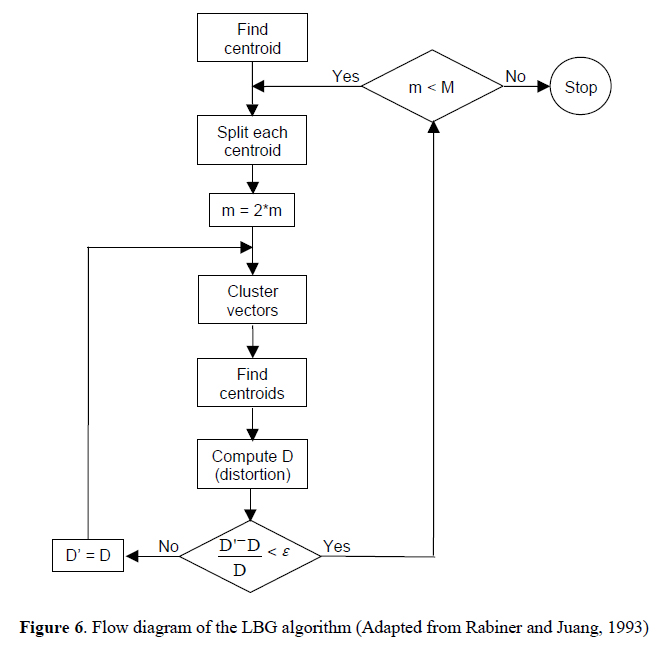 Find
centroid
Yes
m < M
No
Stop
Split each
centroid
m = 2*m
Cluster
vectors
Find
centroids
Compute D
(distortion)
D' = D
No
D'-D
D
< ε
Yes
Figure 6. Flow diagram of the LBG algorithm (Adapted from Rabiner and Juang, 1993)